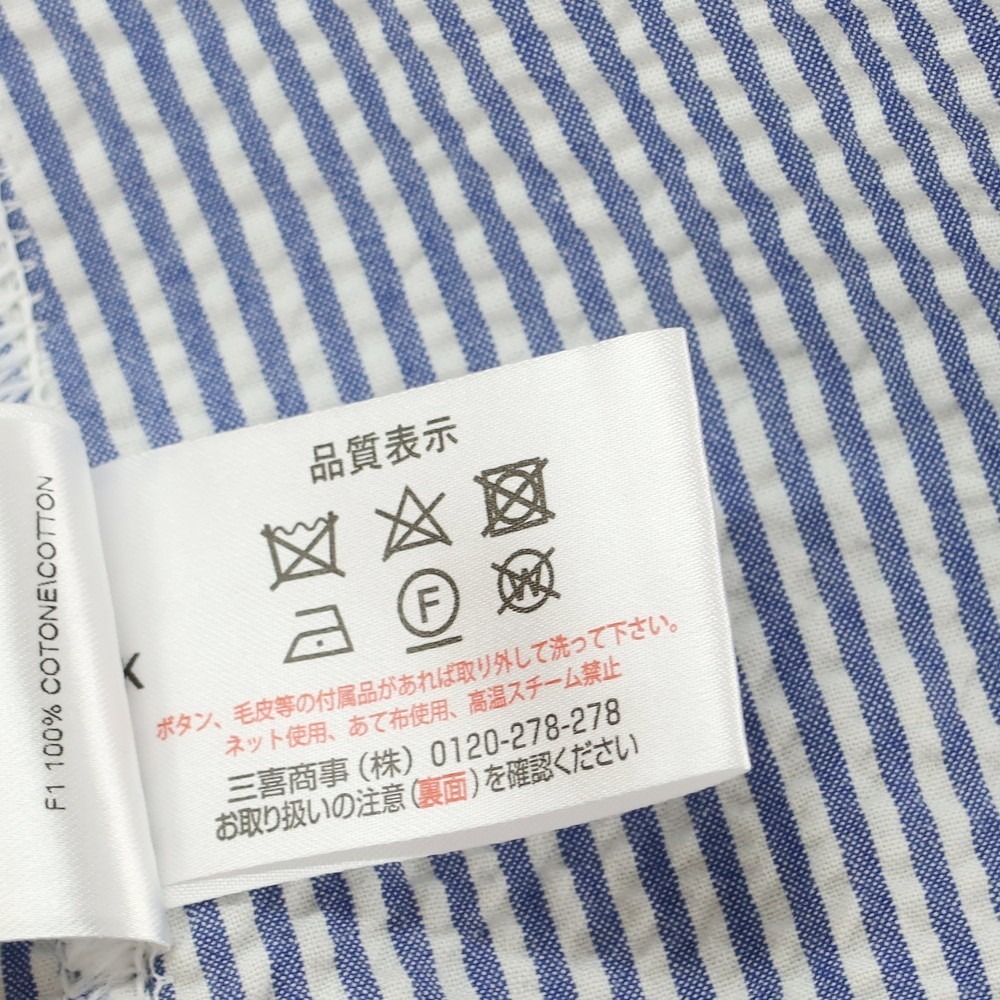 F1 100% COTONE\COTTON
K
品質表示
F
W
ボタン、毛皮等の付属品があれば取り外して洗って下さい。
ネット使用、あて布使用、高温スチーム禁止
三喜商事（株）0120-278-278
お取り扱いの注意（裏面）を確認ください